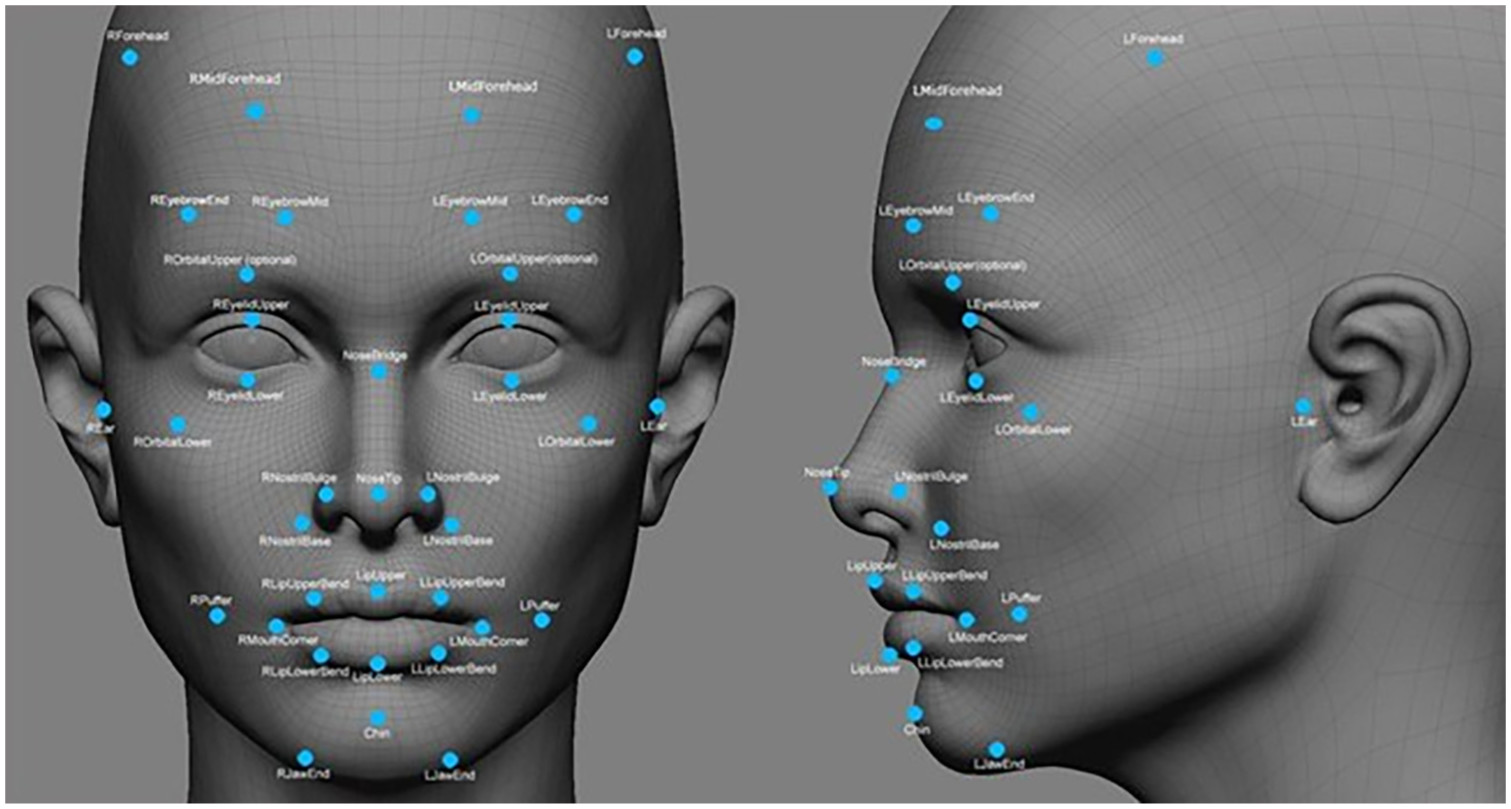 RForehead
LForehead
RMidForehead
LMidForehead
REyebrowEnd
REyebrowMid
LEyebrowMid
LEyebrowEnd
ROrbitalUpper (optional)
LOrbitalUpper(optional)
REyelidUpper
LEyelidUpper
NoseBridge
REyelidLower
LEyelidLower
REar
ROrbitalLower
LOrbitalLower
LEar
RNostrilBulge
NoseTip
LNostrilBulge
RNostrilBase
LNostrilBase
RLipUpperBend
LipUpper
LLipUpperBend
RPuffer
LPuffer
RMouthCorner
LMouthCorner
RLipLowerBend
LipLower
LLipLowerBend
Chin
RJawEnd
LJawEnd
LForehead
LMidForehead
LEyebrowEnd
LEyebrowMid
LOrbitalUpper(optional)
LEyelidUpper
NoseBridge
LEyelidLower
LOrbitalLower
LEar
NoseTip
LNostrilBulge
LNostrilBase
LipUpper
LLipUpperBend
LPuffer
LMouthCorner
LipLower
LLipLowerBend
Chin
LJawEnd